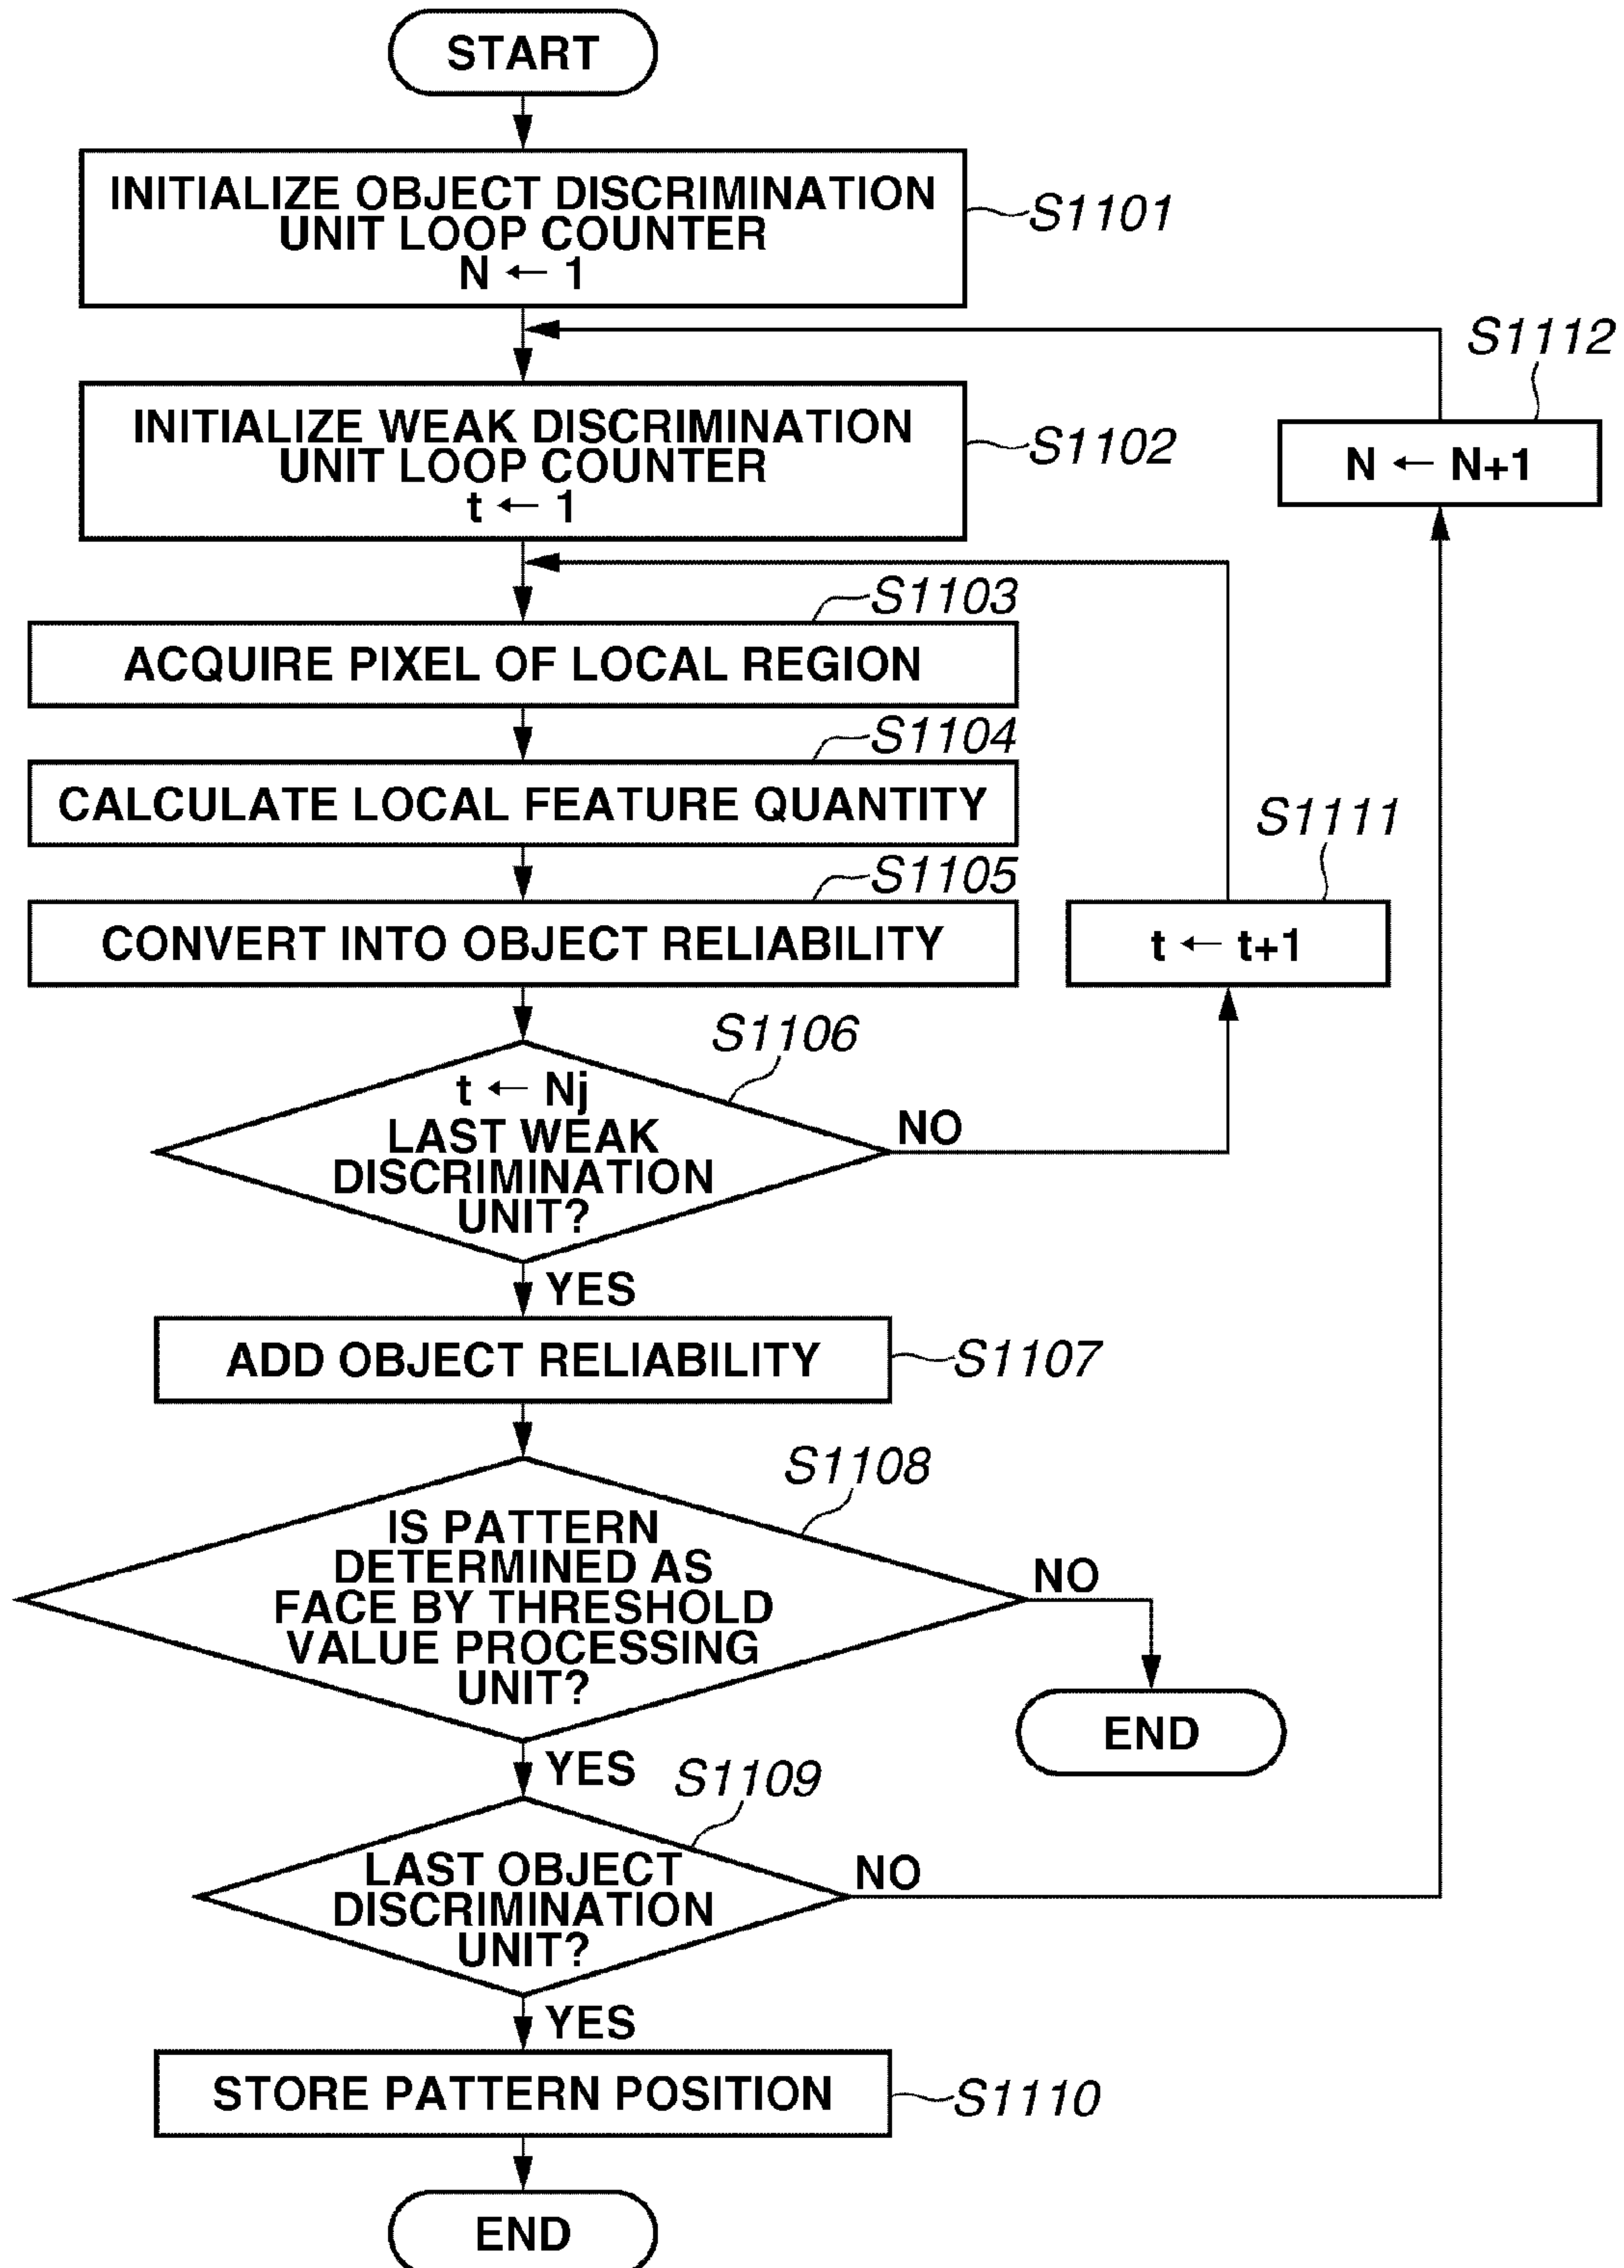 START
INITIALIZE OBJECT DISCRIMINATION
UNIT LOOP COUNTER
N ← 1
S1101
S1112
INITIALIZE WEAK DISCRIMINATION
UNIT LOOP COUNTER
t ← 1
S1102
N ← N+1
S1103
ACQUIRE PIXEL OF LOCAL REGION
S1104
CALCULATE LOCAL FEATURE QUANTITY
S1111
S1105
CONVERT INTO OBJECT RELIABILITY
t ← t+1
S1106
t ← Nj
LAST WEAK
DISCRIMINATION
UNIT?
NO
YES
ADD OBJECT RELIABILITY
S1107
S1108
IS PATTERN
DETERMINED AS
FACE BY THRESHOLD
VALUE PROCESSING
UNIT?
NO
END
YES
S1109
LAST OBJECT
DISCRIMINATION
UNIT?
NO
YES
STORE PATTERN POSITION
S1110
END